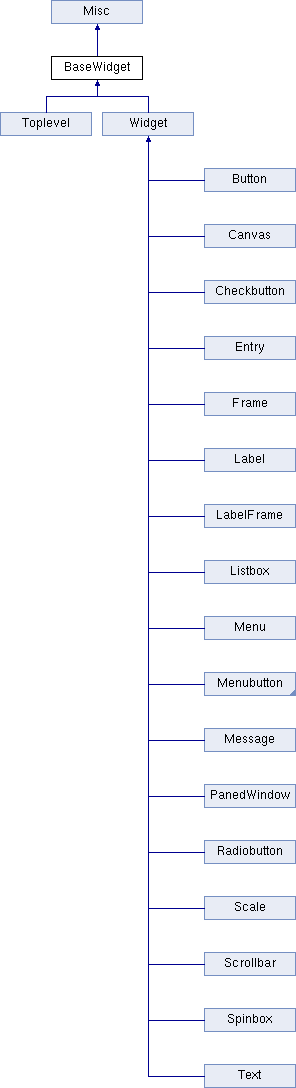 Misc
BaseWidget
Toplevel
Widget
Button
Canvas
Checkbutton
Entry
Frame
Label
LabelFrame
Listbox
Menu
Menubutton
Message
PanedWindow
Radiobutton
Scale
Scrollbar
Spinbox
Text